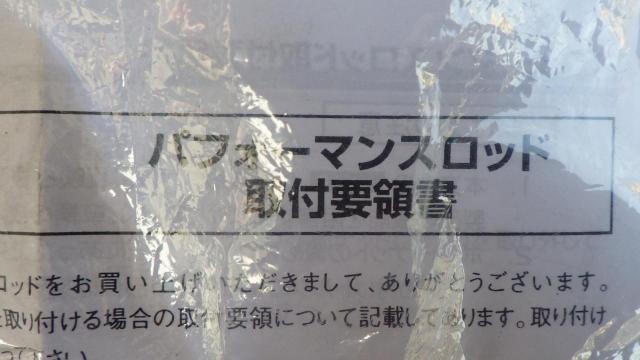 パフォーマンスロッド
取付要領書
ロッドをお買い上げいただきまして、ありがとうございます。
取り付ける場合の取付要領について記載しております。取り付け
ださい